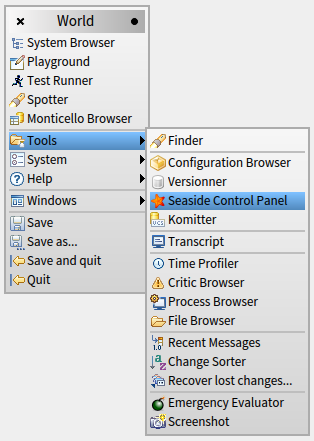 World
System Browser
Playground
Test Runner
Spotter
Monticello Browser
Tools
System
Help
Windows
Save
Save as...
Save and quit
Quit
Finder
Configuration Browser
Versionner
Seaside Control Panel
Komitter
Transcript
Time Profiler
Critic Browser
Process Browser
File Browser
Recent Messages
Change Sorter
Recover lost changes...
Emergency Evaluator
Screenshot